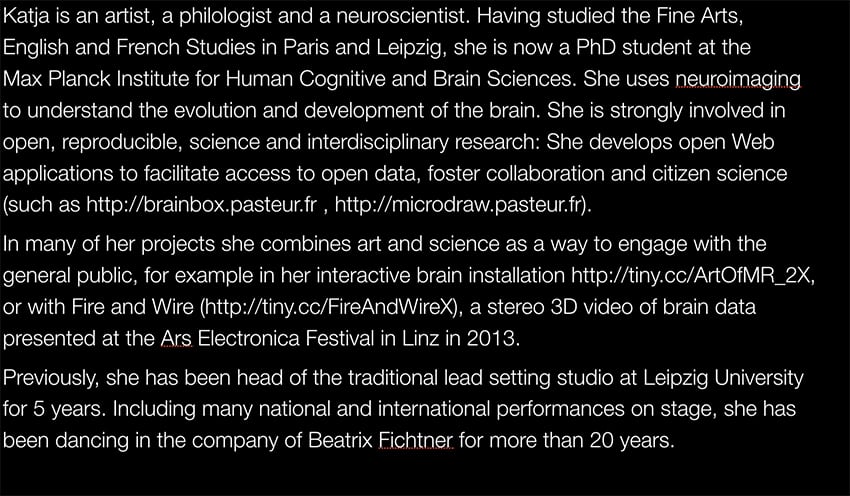 Katja is an artist, a philologist and a neuroscientist. Having studied the Fine Arts,
English and French Studies in Paris and Leipzig, she is now a PhD student at the
Max Planck Institute for Human Cognitive and Brain Sciences. She uses neuroimaging
to understand the evolution and development of the brain. She is strongly involved in
open, reproducible, science and interdisciplinary research: She develops open Web
applications to facilitate access to open data, foster collaboration and citizen science
(such as http://brainbox.pasteur.fr , http://microdraw.pasteur.fr).
In many of her projects she combines art and science as a way to engage with the
general public, for example in her interactive brain installation http://tiny.cc/ArtOfMR_2X,
or with Fire and Wire (http://tiny.cc/FireAndWireX), a stereo 3D video of brain data
presented at the Ars Electronica Festival in Linz in 2013.
Previously, she has been head of the traditional lead setting studio at Leipzig University
for 5 years. Including many national and international performances on stage, she has
been dancing in the company of Beatrix Fichtner for more than 20 years.